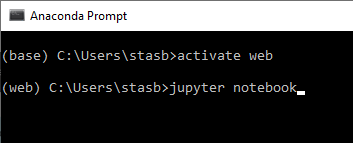 Anaconda Prompt
(base) C:\Users\stasb>activate web
(web) C:\Users\stasb>jupyter notebook